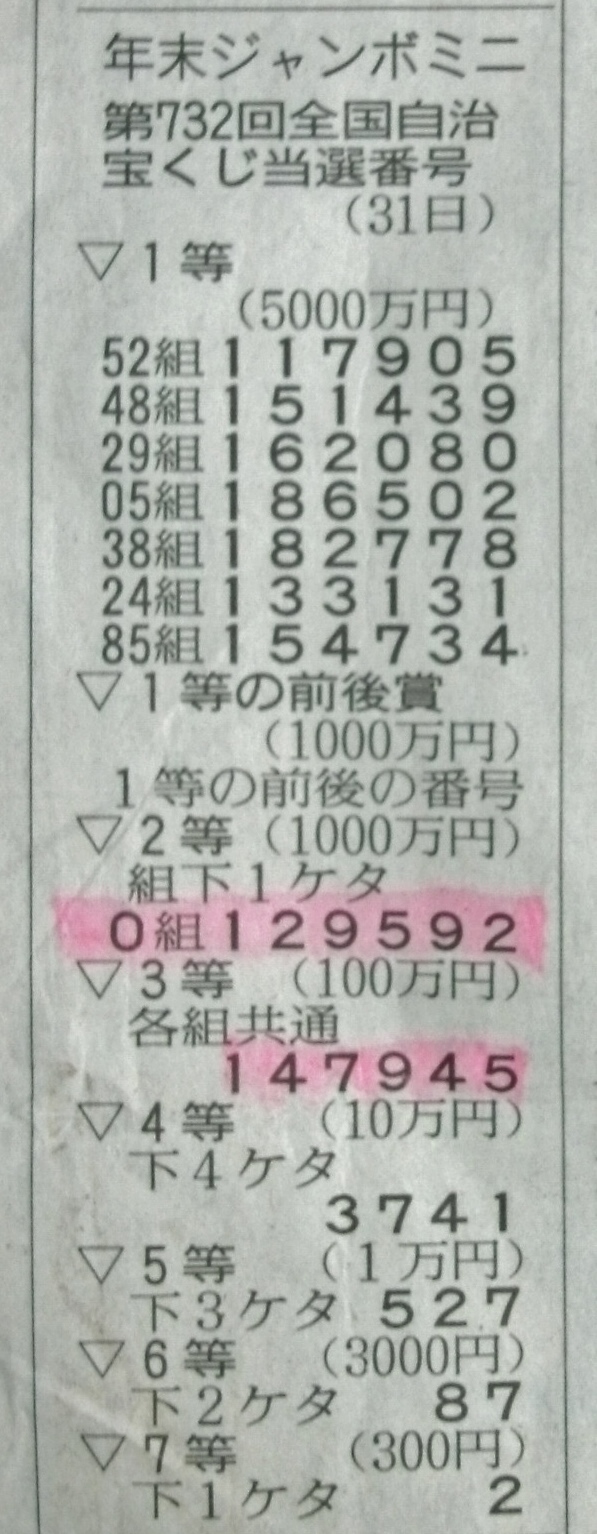 年末ジャンボミニ
第732回全国自治
宝くじ当選番号
(31日)
▽1等
(5000万円)
52組117905
48組151439
29組162080
05組186502
38組182778
24組133131
85組154734
▽1等の前後賞
(1000万円)
1等の前後の番号
▽2等(1000万円)
組下1ケタ
0組129592
▽3等(100万円)
各組共通
147945
▽4等(10万円)
下4ケタ
3741
▽5等(1万円)
下3ケタ 527
▽6等(3000円)
下2ケタ 87
▽7等(300円)
下1ケタ 2